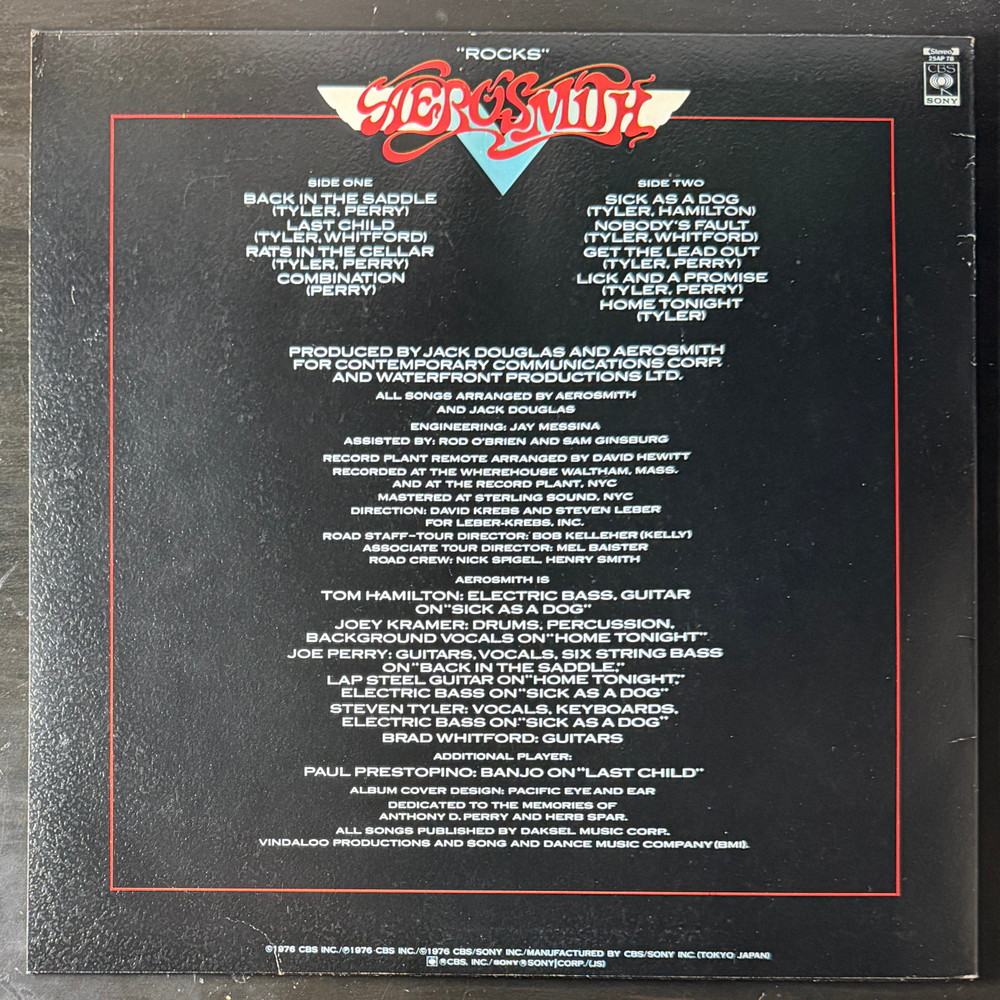 "ROCKS"
AEROSMITH
Stereo
25AP 78
CBS
SONY
SIDE ONE
BACK IN THE SADDLE
(TYLER, PERRY)
LAST CHILD
(TYLER, WHITFORD)
RATS IN THE CELLAR
(TYLER, PERRY)
COMBINATION
(PERRY)
SIDE TWO
SICK AS A DOG
(TYLER, HAMILTON)
NOBODY'S FAULT
(TYLER, WHITFORD)
GET THE LEAD OUT
(TYLER, PERRY)
LICK AND A PROMISE
(TYLER, PERRY)
HOME TONIGHT
(TYLER)
PRODUCED BY JACK DOUGLAS AND AEROSMITH
FOR CONTEMPORARY COMMUNICATIONS CORP.
AND WATERFRONT PRODUCTIONS LTD.
ALL SONGS ARRANGED BY AEROSMITH
AND JACK DOUGLAS
ENGINEERING: JAY MESSINA
ASSISTED BY: ROD O'BRIEN AND SAM GINSBURG
RECORD PLANT REMOTE ARRANGED BY DAVID HEWITT
RECORDED AT THE WHEREHOUSE WALTHAM, MASS.
AND AT THE RECORD PLANT, NYC
MASTERED AT STERLING SOUND, NYC
DIRECTION: DAVID KREBS AND STEVEN LEBER
FOR LEBER-KREBS, INC.
ROAD STAFF-TOUR DIRECTOR: BOB KELLEHER (KELLY)
ASSOCIATE TOUR DIRECTOR: MEL BAISTER
ROAD CREW: NICK SPIGEL, HENRY SMITH
AEROSMITH IS
TOM HAMILTON: ELECTRIC BASS, GUITAR
ON "SICK AS A DOG"
JOEY KRAMER: DRUMS, PERCUSSION,
BACKGROUND VOCALS ON "HOME TONIGHT"
JOE PERRY: GUITARS, VOCALS, SIX STRING BASS
ON "BACK IN THE SADDLE,"
LAP STEEL GUITAR ON "HOME TONIGHT,"
ELECTRIC BASS ON "SICK AS A DOG"
STEVEN TYLER: VOCALS, KEYBOARDS,
ELECTRIC BASS ON "SICK AS A DOG"
BRAD WHITFORD: GUITARS
ADDITIONAL PLAYER:
PAUL PRESTOPINO: BANJO ON "LAST CHILD"
ALBUM COVER DESIGN: PACIFIC EYE AND EAR
DEDICATED TO THE MEMORIES OF
ANTHONY D. PERRY AND HERB SPAR.
ALL SONGS PUBLISHED BY DAKSEL MUSIC CORP.,
VINDALOO PRODUCTIONS AND SONG AND DANCE MUSIC COMPANY (BMI).
©1976 CBS INC./℗1976 CBS INC./©1976 CBS/SONY INC./MANUFACTURED BY CBS/SONY INC. (TOKYO JAPAN)
®CBS. INC./SONY®SONY CORP./(JS)